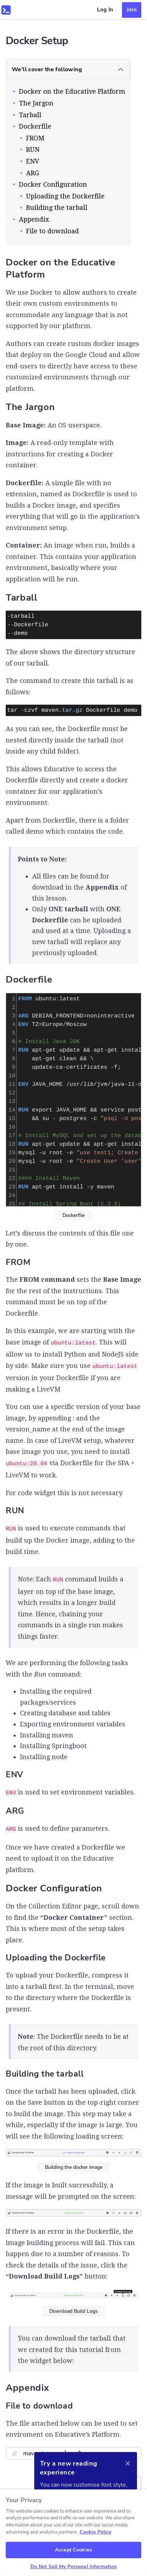 Log In
Join
Docker Setup
We'll cover the following
Docker on the Educative Platform
The Jargon
Tarball
Dockerfile
FROM
RUN
ENV
ARG
Docker Configuration
Uploading the Dockerfile
Building the tarball
Appendix
File to download
Docker on the Educative
Platform
We use Docker to allow authors to create
their own custom environments to
accommodate any language that is not
supported by our platform.
Authors can create custom docker images
that deploy on the Google Cloud and allow
end-users to directly have access to these
customized environments through our
platform.
The Jargon
Base Image: An OS userspace.
Image: A read-only template with
instructions for creating a Docker
container.
Dockerfile: A simple file with no
extension, named as Dockerfile is used to
builds a Docker image, and specifies
everything that will go in the application's
environment setup.
Container: An image when run, builds a
container. This contains your application
environment, basically where your
application will be run.
Tarball
-tarball
--Dockerfile
--demo
The above shows the directory structure
of our tarball.
The command to create this tarball is as
follows:
tar -czvf maven.tar.gz Dockerfile demo
As you can see, the Dockerfile must be
nested directly inside the tarball (not
inside any child folder).
This allows Educative to access the
Dockerfile directly and create a docker
container for our application's
environment.
Apart from Dockerfile, there is a folder
called demo which contains the code.
Points to Note:
All files can be found for
download in the Appendix of
this lesson.
Only ONE tarball with ONE
Dockerfile can be uploaded
and used at a time. Uploading a
new tarball will replace any
previously uploaded.
Dockerfile
1 FROM ubuntu:latest
2
3 ARG DEBIAN_FRONTEND=noninteractive
4 ENV TZ=Europe/Moscow
5
6 # Install Java JDK
7 RUN apt-get update && apt-get instal
8 apt-get clean && \
9 update-ca-certificates -f;
10
11 ENV JAVA_HOME /usr/lib/jvm/java-11-o
12
13
14 RUN export JAVA_HOME && service post
15 && su - postgres -c "psql -U pos
16
17 # Install MySQL and set up the datab
18 RUN apt-get update && apt-get instal
19 mysql -u root -e "use test1; Create
20 mysql -u root -e "Create User 'user'
21
22 #### Install Maven
23 RUN apt-get install -y maven
24
25 ## Install Spring Boot (2.3.0)
Dockerfile
Let's discuss the contents of this file one
by one.
FROM
The FROM command sets the Base Image
for the rest of the instructions. This
command must be on top of the
Dockerfile.
In this example, we are starting with the
base image of ubuntu:latest. This will
allow us to install Python and NodeJS side
by side. Make sure you use ubuntu:latest
version in your Dockerfile if you are
making a LiveVM
You can use a specific version of your base
image, by appending : and the
version_name at the end of the image
name. In case of LiveVM setup, whatever
base image you use, you need to install
ubuntu:20.04 via Dockerfile for the SPA +
LiveVM to work.
For code widget this is not necessary.
RUN
RUN is used to execute commands that
build up the Docker image, adding to the
build time.
Note: Each RUN command builds a
layer on top of the base image,
which results in a longer build
time. Hence, chaining your
commands in a single run makes
things faster.
We are performing the following tasks
with the Run command:
Installing the required
packages/services
Creating database and tables
Exporting environment variables
Installing maven
Installing Springboot
Installing node
ENV
ENV is used to set environment variables.
ARG
ARG is used to define parameters.
Once we have created a Dockerfile we
need to upload it on the Educative
platform.
Docker Configuration
On the Collection Editor page, scroll down
to find the “Docker Container” section.
This is where most of the setup takes
place.
Uploading the Dockerfile
To upload your Dockerfile, compress it
into a tarball first. In the terminal, move
to the directory where the Dockerfile is
present.
Note: The Dockerfile needs to be at
the root of this directory.
Building the tarball
Once the tarball has been uploaded, click
on the Save button in the top-right corner
to build the image. This step may take a
while, especially if the image is large. You
will see the following loading screen:
Building the docker image
If the image is built successfully, a
message will be prompted on the screen:
If there is an error in the Dockerfile, the
image building process will fail. This can
happen due to a number of reasons. To
check the details of the issue, click the
“Download Build Logs” button:
Download Build Logs
You can download the tarball that
we created for this tutorial from
the widget below:
Appendix
File to download
The file attached below can be used to set
environment on Educative's Platform.
Try a new reading
experience
You can now customise font style,
Your Privacy
This website uses cookies to enhance user experience and
to analyze performance and traffic on our website. We also
share information about your use of our site with our social
media, advertising and analytics partners. Cookie Policy
Accept Cookies
Do Not Sell My Personal Information